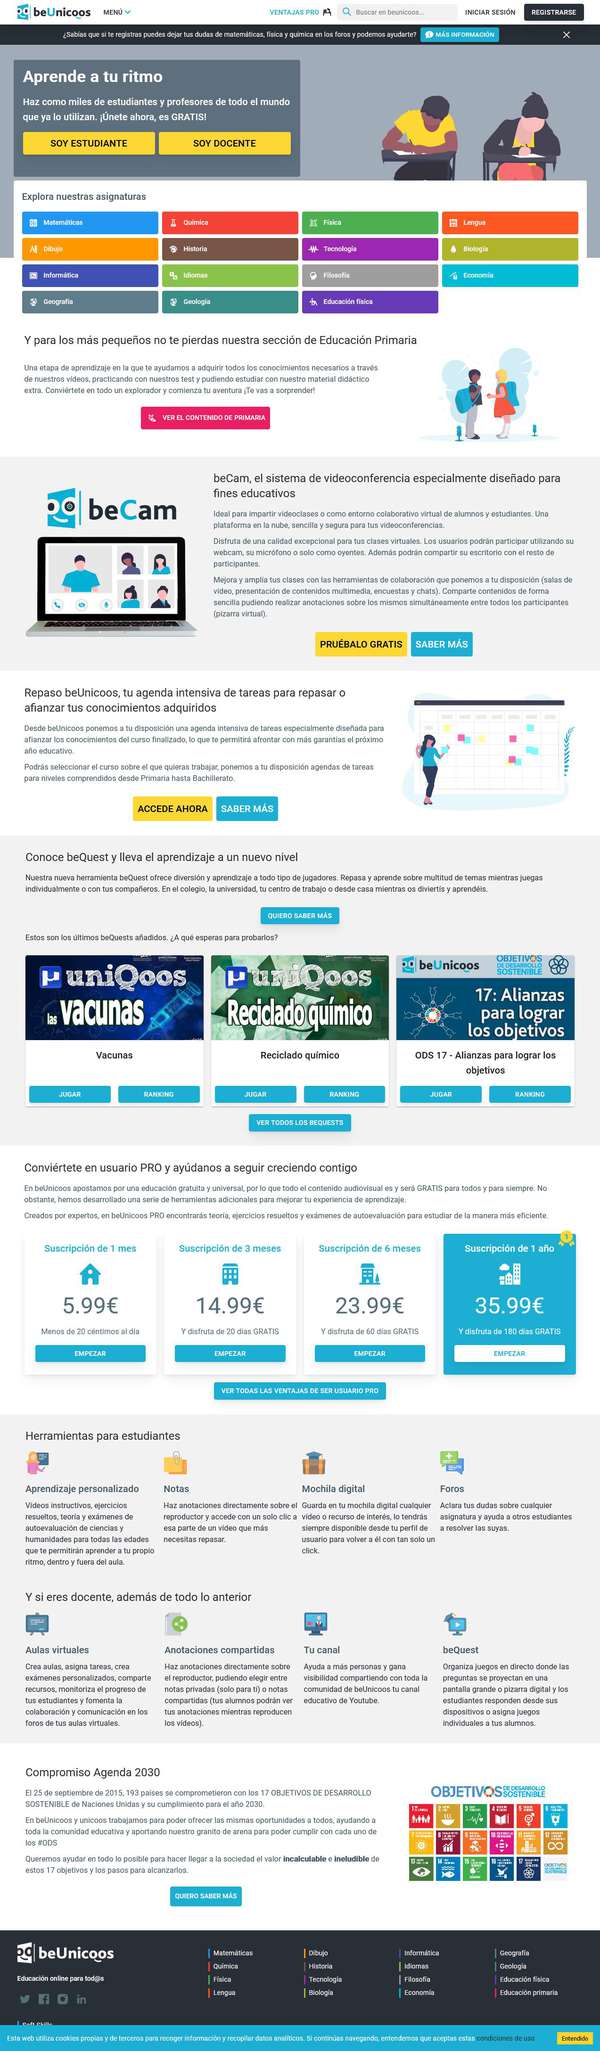 beUnicoos MENÚ VENTAJAS PRO Buscar en beunicoos... INICIAR SESIÓN REGISTRARSE
¿Sabías que si te registras puedes dejar tus dudas de matemáticas, física y química en los foros y podemos ayudarte? MÁS INFORMACIÓN
Aprende a tu ritmo
Haz como miles de estudiantes y profesores de todo el mundo
que ya lo utilizan. ¡Únete ahora, es GRATIS!
SOY ESTUDIANTE SOY DOCENTE
Explora nuestras asignaturas
Matemáticas Química Física Lengua
Dibujo Historia Tecnología Biología
Informática Idiomas Filosofía Economía
Geografía Geología Educación física
Y para los más pequeños no te pierdas nuestra sección de Educación Primaria
Una etapa de aprendizaje en la que te ayudamos a adquirir todos los conocimientos necesarios a través
de nuestros vídeos, practicando con nuestros test y pudiendo estudiar con nuestro material didáctico
extra. Conviértete en todo un explorador y comienza tu aventura ¡Te vas a sorprender!
VER EL CONTENIDO DE PRIMARIA
beCam
beCam, el sistema de videoconferencia especialmente diseñado para
fines educativos
Ideal para impartir videoclases o como entorno colaborativo virtual de alumnos y estudiantes. Una
plataforma en la nube, sencilla y segura para tus videoconferencias.
Disfruta de una calidad excepcional para tus clases virtuales. Los usuarios podrán participar utilizando su
webcam, su micrófono o solo como oyentes. Además podrán compartir su escritorio con el resto de
participantes.
Mejora y amplía tus clases con las herramientas de colaboración que ponemos a tu disposición (salas de
vídeo, presentación de contenidos multimedia, encuestas y chats). Comparte contenidos de forma
sencilla pudiendo realizar anotaciones sobre los mismos simultáneamente entre todos los participantes
(pizarra virtual).
PRUÉBALO GRATIS SABER MÁS
Repaso beUnicoos, tu agenda intensiva de tareas para repasar o
afianzar tus conocimientos adquiridos
Desde beUnicoos ponemos a tu disposición una agenda intensiva de tareas especialmente diseñada para
afianzar los conocimientos del curso finalizado, lo que te permitirá afrontar con más garantías el próximo
año educativo.
Podrás seleccionar el curso sobre el que quieras trabajar, ponemos a tu disposición agendas de tareas
para niveles comprendidos desde Primaria hasta Bachillerato.
ACCEDE AHORA SABER MÁS
Conoce beQuest y lleva el aprendizaje a un nuevo nivel
Nuestra nueva herramienta beQuest ofrece diversión y aprendizaje a todo tipo de jugadores. Repasa y aprende sobre multitud de temas mientras juegas
individualmente o con tus compañeros. En el colegio, la universidad, tu centro de trabajo o desde casa mientras os divertís y aprendéis.
QUIERO SABER MÁS
Estos son los últimos beQuests añadidos. ¿A qué esperas para probarlos?
uniQoos las VACUNAS
uniQoos Reciclado químico
beUnicoos OBJETIVOS DE DESARROLLO SOSTENIBLE
17: Alianzas
para lograr
los objetivos
Vacunas Reciclado químico ODS 17 - Alianzas para lograr los
objetivos
JUGAR RANKING JUGAR RANKING JUGAR RANKING
VER TODOS LOS BEQUESTS
Conviértete en usuario PRO y ayúdanos a seguir creciendo contigo
En beUnicoos apostamos por una educación gratuita y universal, por lo que todo el contenido audiovisual es y será GRATIS para todos y para siempre. No
obstante, hemos desarrollado una serie de herramientas adicionales para mejorar tu experiencia de aprendizaje.
Creados por expertos, en beUnicoos PRO encontrarás teoría, ejercicios resueltos y exámenes de autoevaluación para estudiar de la manera más eficiente.
Suscripción de 1 mes Suscripción de 3 meses Suscripción de 6 meses Suscripción de 1 año
5.99€ 14.99€ 23.99€ 35.99€
Menos de 20 céntimos al día Y disfruta de 20 días GRATIS Y disfruta de 60 días GRATIS Y disfruta de 180 días GRATIS
EMPEZAR EMPEZAR EMPEZAR EMPEZAR
VER TODAS LAS VENTAJAS DE SER USUARIO PRO
Herramientas para estudiantes
Aprendizaje personalizado
Vídeos instructivos, ejercicios
resueltos, teoría y exámenes de
autoevaluación de ciencias y
humanidades para todas las edades
que te permitirán aprender a tu propio
ritmo, dentro y fuera del aula.
Notas
Haz anotaciones directamente sobre el
reproductor y accede con un solo clic a
esa parte de un vídeo que más
necesitas repasar.
Mochila digital
Guarda en tu mochila digital cualquier
vídeo o recurso de interés, lo tendrás
siempre disponible desde tu perfil de
usuario para volver a él con tan solo un
click.
Foros
Aclara tus dudas sobre cualquier
asignatura y ayuda a otros estudiantes
a resolver las suyas.
Y si eres docente, además de todo lo anterior
Aulas virtuales
Crea aulas, asigna tareas, crea
exámenes personalizados, comparte
recursos, monitoriza el progreso de
tus estudiantes y fomenta la
colaboración y comunicación en los
foros de tus aulas virtuales.
Anotaciones compartidas
Haz anotaciones directamente sobre
el reproductor, pudiendo elegir entre
notas privadas (solo para ti) o notas
compartidas (tus alumnos podrán ver
tus anotaciones mientras reproducen
los vídeos).
Tu canal
Ayuda a más personas y gana
visibilidad compartiendo con toda la
comunidad de beUnicoos tu canal
educativo de Youtube.
beQuest
Organiza juegos en directo donde las
preguntas se proyectan en una
pantalla grande o pizarra digital y los
estudiantes responden desde sus
dispositivos o asigna juegos
individuales a tus alumnos.
Compromiso Agenda 2030
El 25 de septiembre de 2015, 193 países se comprometieron con los 17 OBJETIVOS DE DESARROLLO
SOSTENIBLE de Naciones Unidas y su cumplimiento para el año 2030.
En beUnicoos y unicoos trabajamos para poder ofrecer las mismas oportunidades a todos, ayudando a
toda la comunidad educativa y aportando nuestro granito de arena para poder cumplir con cada uno de
los #ODS
Queremos ayudar en todo lo posible para hacer llegar a la sociedad el valor incalculable e ineludible de
estos 17 objetivos y los pasos para alcanzarlos.
QUIERO SABER MÁS
OBJETIVOS DE DESARROLLO SOSTENIBLE
beUnicoos
Educación online para tod@s
Matemáticas Dibujo Informática Geografía
Química Historia Idiomas Geología
Física Tecnología Filosofía Educación física
Lengua Biología Economía Educación primaria
Soft Skills
Esta web utiliza cookies propias y de terceros para recoger información y recopilar datos analíticos. Si continúas navegando, entendemos que aceptas estas condiciones de uso Entendido